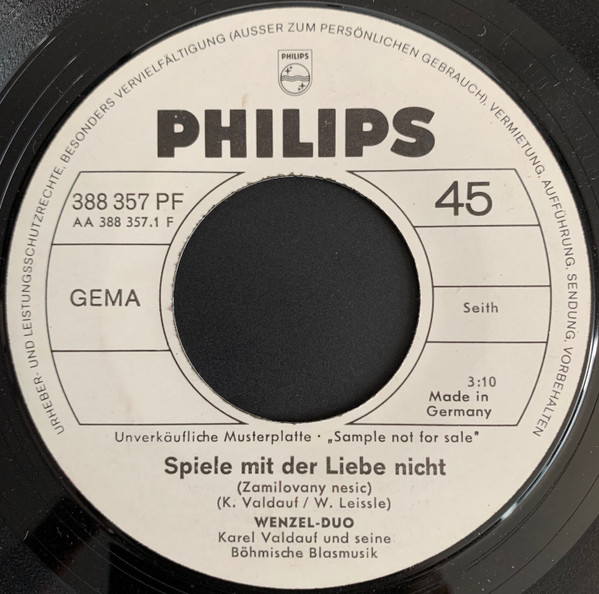 URHEBER- UND LEISTUNGSSCHUTZRECHTE, BESONDERS VERVIELFÄLTIGUNG (AUSSER ZUM PERSÖNLICHEN GEBRAUCH), VERMIETUNG, AUFFÜHRUNG, SENDUNG, VORBEHALTEN
PHILIPS
PHILIPS
388 357 PF
AA 388 357.1 F
45
GEMA
Seith
3:10
Made in
Germany
Unverkäufliche Musterplatte · „Sample not for sale"
Spiele mit der Liebe nicht
(Zamilovany nesic)
(K. Valdauf / W. Leissle)
WENZEL-DUO
Karel Valdauf und seine
Böhmische Blasmusik